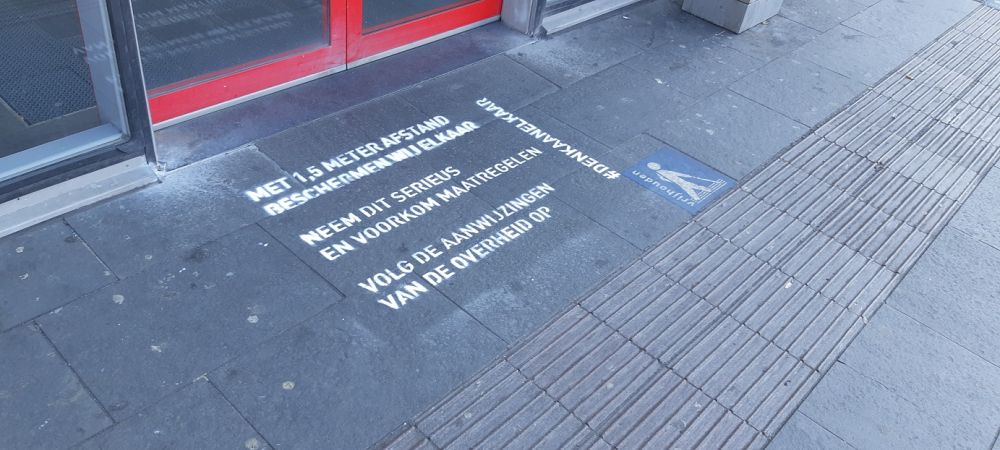 MET 1,5 METER AFSTAND
BESCHERMEN WIJ ELKAAR
NEEM DIT SERIEUS
EN VOORKOM MAATREGELEN
VOLG DE AANWIJZINGEN
VAN DE OVERHEID OP
#DENKAANELKAAR
vrijhouden